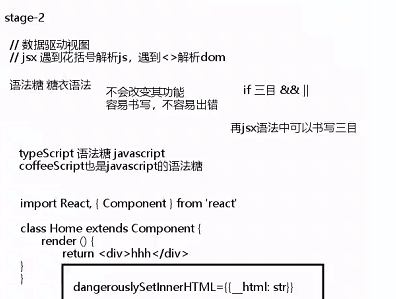 stage-2
// 数据驱动视图
// jsx 遇到花括号解析js，遇到<>解析dom
语法糖 糖衣语法
不会改变其功能
容易书写，不容易出错
if 三目 && ||
再jsx语法中可以书写三目
typeScript 语法糖 javascript
coffeeScript也是javascript的语法糖
import React, { Component } from 'react'
class Home extends Component {
render () {
return <div>hhh</div>
}
}
dangerouslySetInnerHTML={{__html: str}}